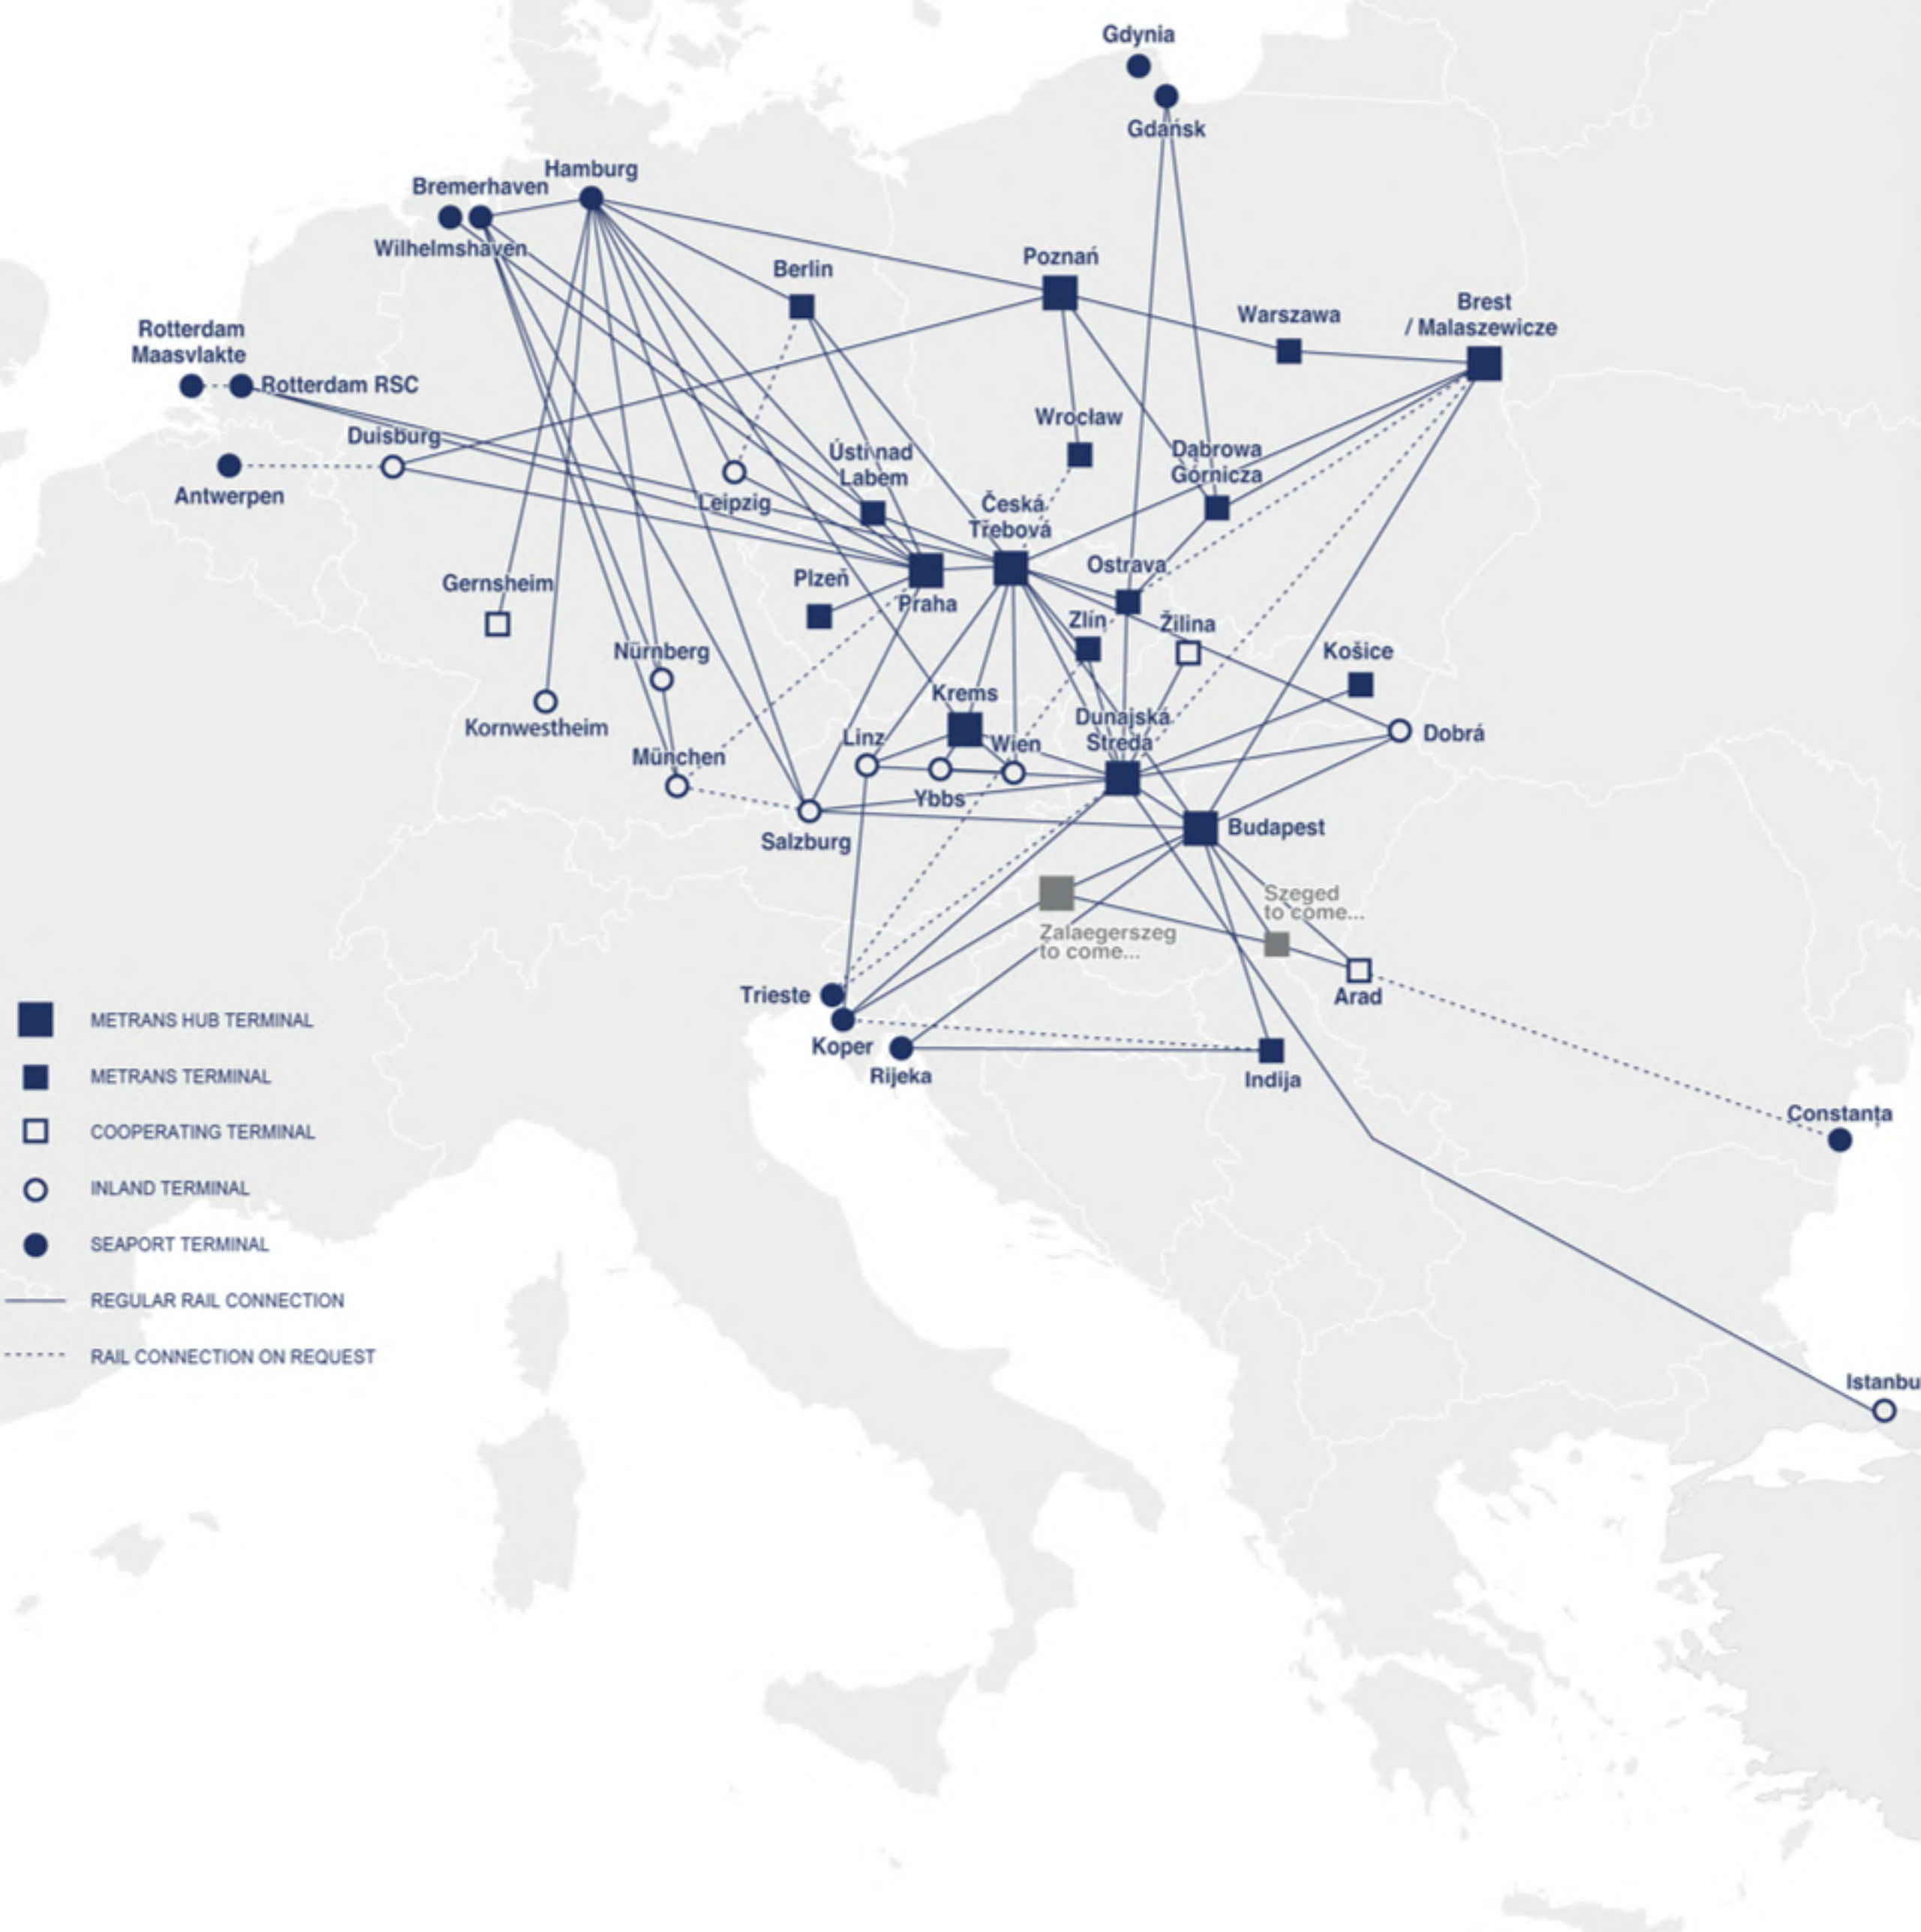 Gdynia
Gdańsk
Hamburg
Bremerhaven
Wilhelmshaven
Berlin
Poznań
Warszawa
Brest
/ Malaszewicze
Rotterdam
Maasvlakte
Rotterdam RSC
Duisburg
Antwerpen
Leipzig
Ústí nad
Labem
Wrocław
Dąbrowa
Górnicza
Česká
Třebová
Ostrava
Gernsheim
Plzeň
Praha
Zlín
Žilina
Nürnberg
Košice
Kornwestheim
Krems
Dunajská
Streda
Dobrá
München
Linz
Wien
Ybbs
Salzburg
Budapest
Szeged
to come...
Zalaegerszeg
to come...
Trieste
Arad
Koper
Rijeka
Indija
Constanța
Istanbu
METRANS HUB TERMINAL
METRANS TERMINAL
COOPERATING TERMINAL
INLAND TERMINAL
SEAPORT TERMINAL
REGULAR RAIL CONNECTION
RAIL CONNECTION ON REQUEST